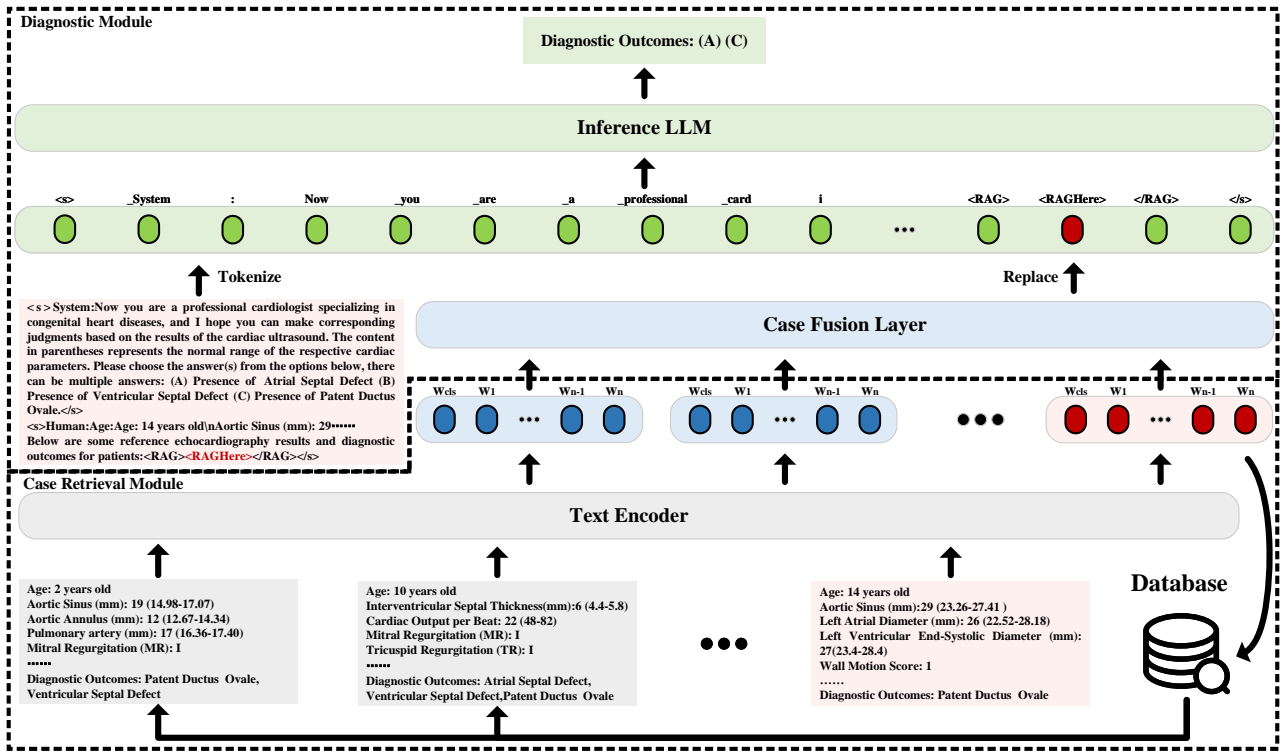 Diagnostic Module
Diagnostic Outcomes: (A) (C)
Inference LLM
<s> _System : Now _you _are _a _professional _card i ... <RAG> <RAGHere> </RAG> </s>
Tokenize
Replace
<s>System:Now you are a professional cardiologist specializing in
congenital heart diseases, and I hope you can make corresponding
judgments based on the results of the cardiac ultrasound. The content
in parentheses represents the normal range of the respective cardiac
parameters. Please choose the answer(s) from the options below, there
can be multiple answers: (A) Presence of Atrial Septal Defect (B)
Presence of Ventricular Septal Defect (C) Presence of Patent Ductus
Ovale.</s>
<s>Human:Age:Age: 14 years old\nAortic Sinus (mm): 29······
Below are some reference echocardiography results and diagnostic
outcomes for patients:<RAG><RAGHere></RAG></s>
Case Fusion Layer
Wcls W1 ... Wn-1 Wn
Wcls W1 ... Wn-1 Wn
...
Wcls W1 ... Wn-1 Wn
Case Retrieval Module
Text Encoder
Age: 2 years old
Aortic Sinus (mm): 19 (14.98-17.07)
Aortic Annulus (mm): 12 (12.67-14.34)
Pulmonary artery (mm): 17 (16.36-17.40)
Mitral Regurgitation (MR): I
······
Diagnostic Outcomes: Patent Ductus Ovale,
Ventricular Septal Defect
Age: 10 years old
Interventricular Septal Thickness(mm):6 (4.4-5.8)
Cardiac Output per Beat: 22 (48-82)
Mitral Regurgitation (MR): I
Tricuspid Regurgitation (TR): I
······
Diagnostic Outcomes: Atrial Septal Defect,
Ventricular Septal Defect,Patent Ductus Ovale
...
Age: 14 years old
Aortic Sinus (mm):29 (23.26-27.41 )
Left Atrial Diameter (mm): 26 (22.52-28.18)
Left Ventricular End-Systolic Diameter (mm):
27(23.4-28.4)
Wall Motion Score: 1
......
Diagnostic Outcomes: Patent Ductus Ovale
Database